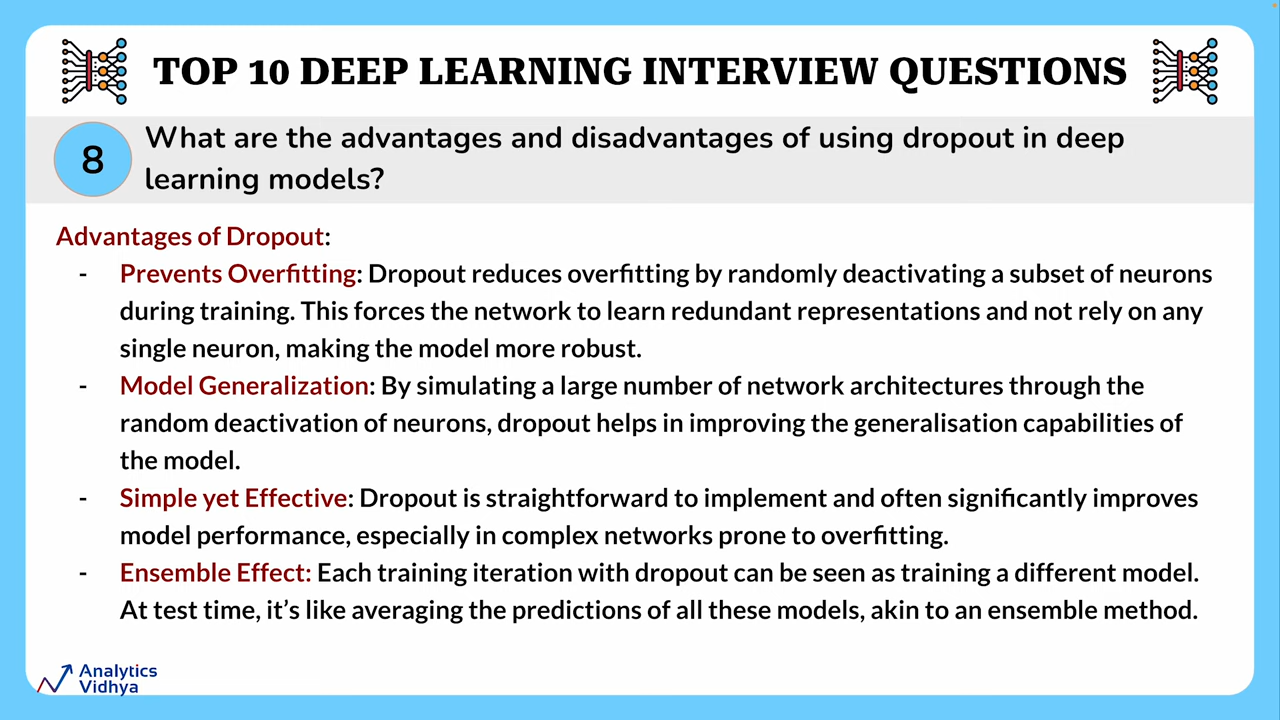 TOP 10 DEEP LEARNING INTERVIEW QUESTIONS
8
What are the advantages and disadvantages of using dropout in deep
learning models?
Advantages of Dropout:
- Prevents Overfitting: Dropout reduces overfitting by randomly deactivating a subset of neurons
during training. This forces the network to learn redundant representations and not rely on any
single neuron, making the model more robust.
- Model Generalization: By simulating a large number of network architectures through the
random deactivation of neurons, dropout helps in improving the generalisation capabilities of
the model.
- Simple yet Effective: Dropout is straightforward to implement and often significantly improves
model performance, especially in complex networks prone to overfitting.
- Ensemble Effect: Each training iteration with dropout can be seen as training a different model.
At test time, it’s like averaging the predictions of all these models, akin to an ensemble method.
Analytics
Vidhya